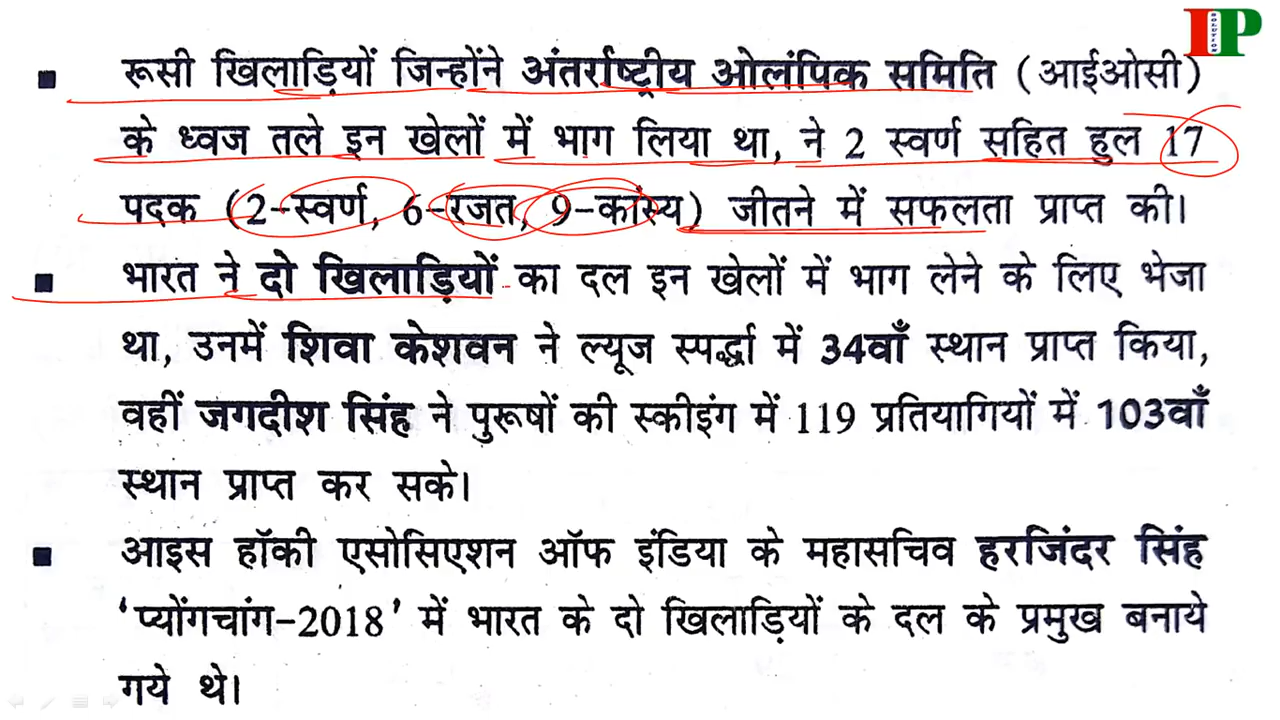 IP
SOLUTION
▪ रूसी खिलाड़ियों जिन्होंने अंतर्राष्ट्रीय ओलंपिक समिति (आईओसी)
के ध्वज तले इन खेलों में भाग लिया था, ने 2 स्वर्ण सहित हुल 17
पदक (2-स्वर्ण, 6-रजत, 9-कांस्य) जीतने में सफलता प्राप्त की।
▪ भारत ने दो खिलाड़ियों का दल इन खेलों में भाग लेने के लिए भेजा
था, उनमें शिवा केशवन ने ल्यूज स्पर्द्धा में 34वाँ स्थान प्राप्त किया,
वहीं जगदीश सिंह ने पुरूषों की स्कीइंग में 119 प्रतियागियों में 103वाँ
स्थान प्राप्त कर सके।
▪ आइस हॉकी एसोसिएशन ऑफ इंडिया के महासचिव हरजिंदर सिंह
‘प्योंगचांग-2018’ में भारत के दो खिलाड़ियों के दल के प्रमुख बनाये
गये थे।